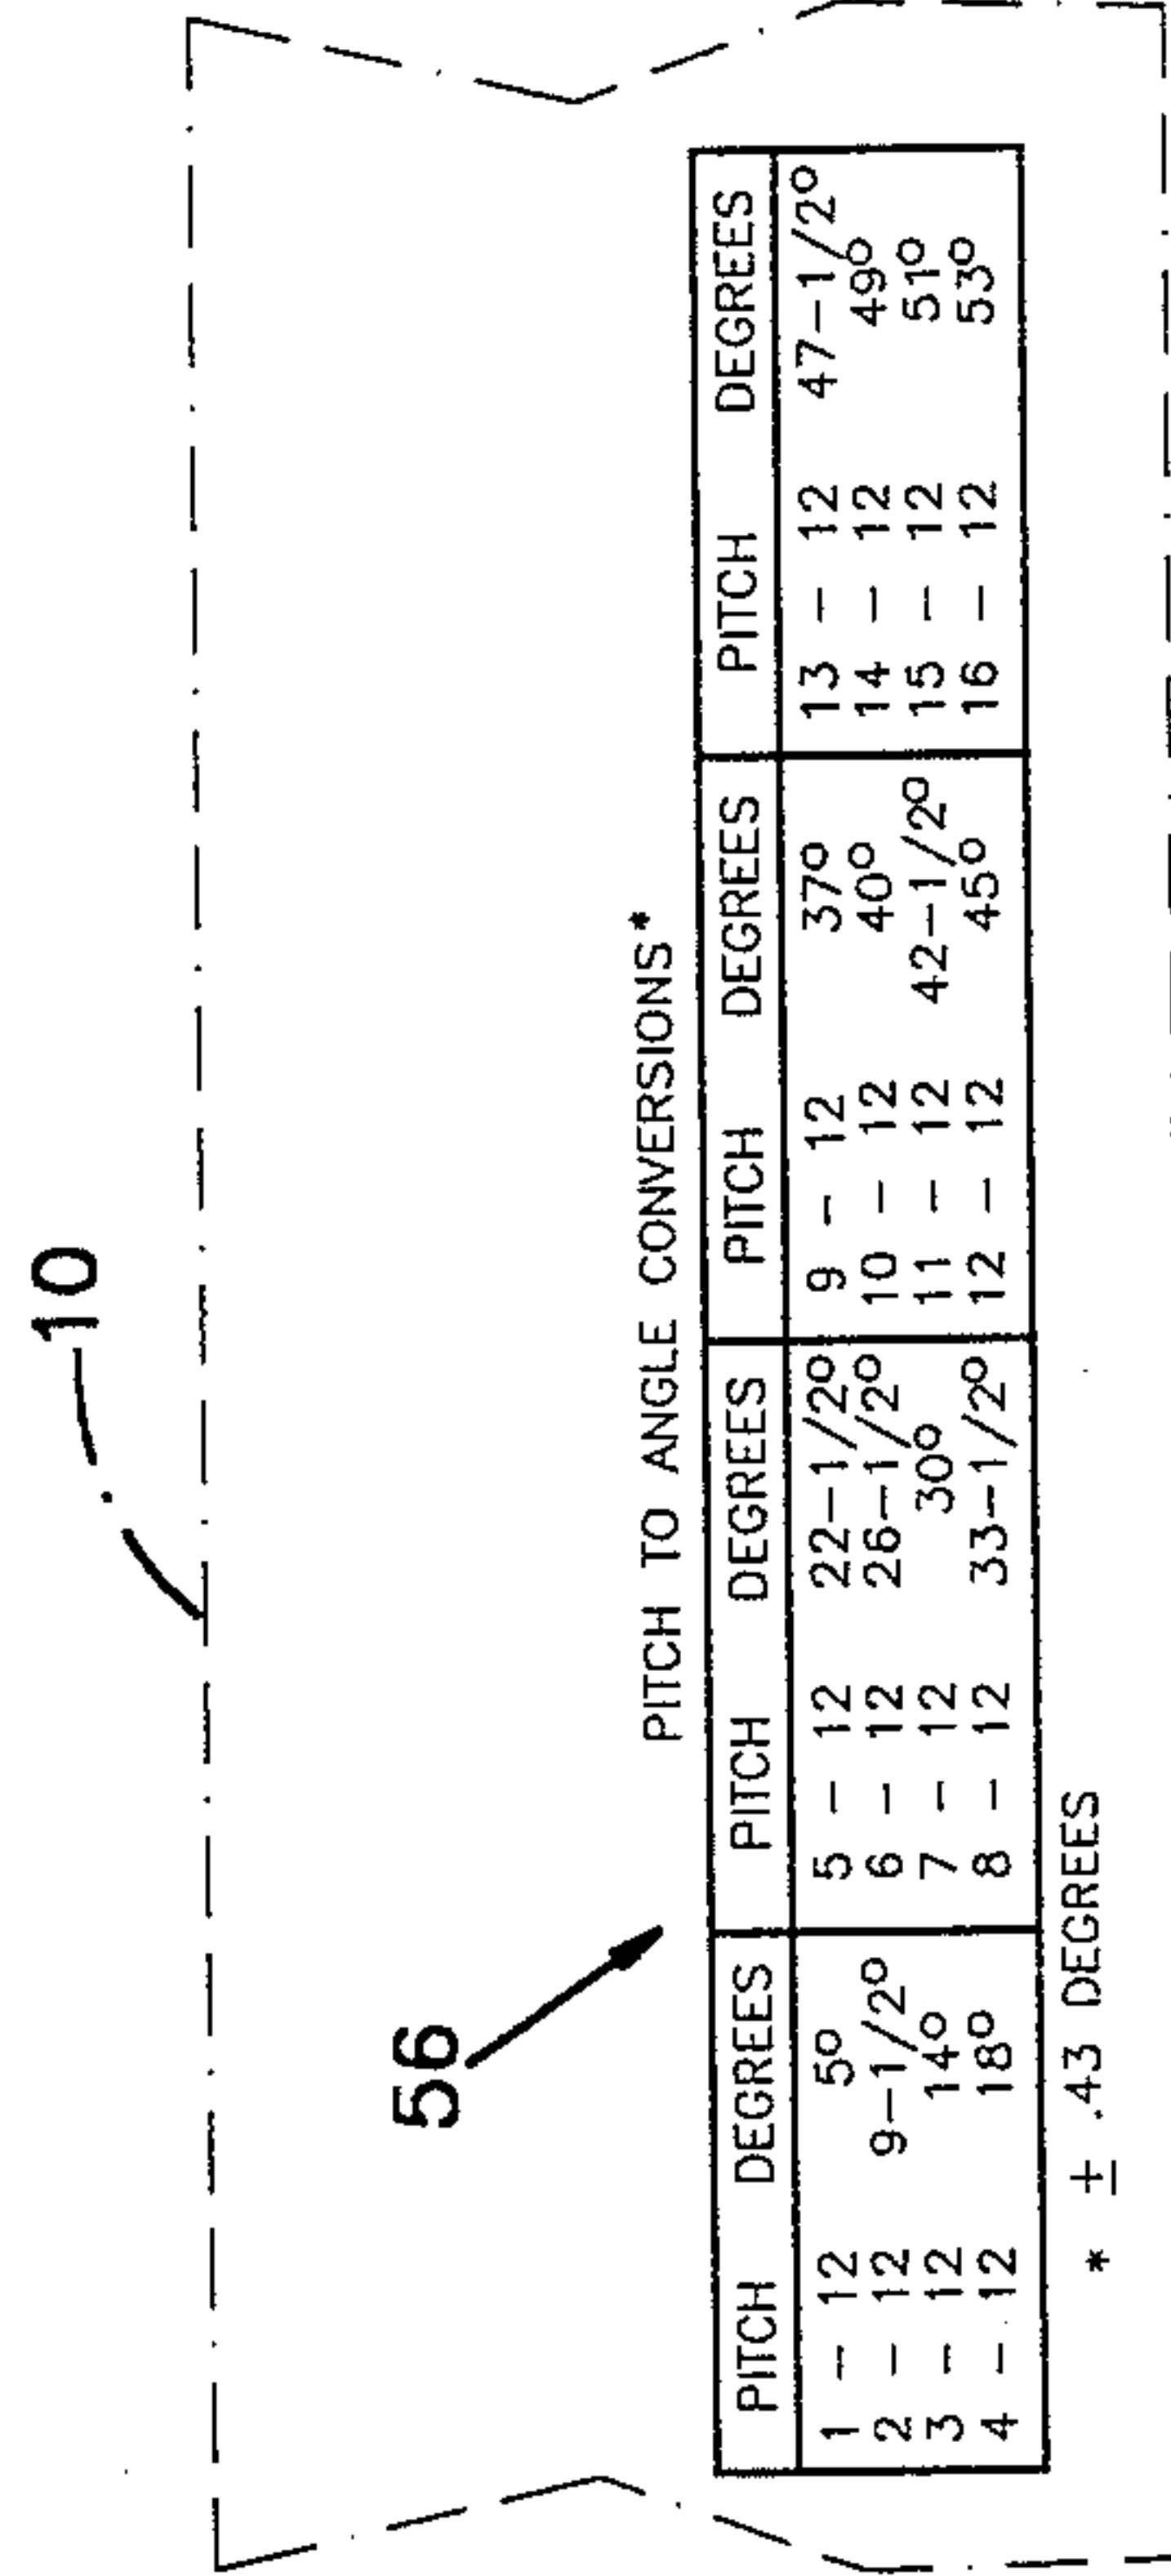 10
56
PITCH TO ANGLE CONVERSIONS*
PITCH DEGREES PITCH DEGREES PITCH DEGREES PITCH DEGREES
1 - 12 5° 5 - 12 22-1/2° 9 - 12 37° 13 - 12 47-1/2°
2 - 12 9-1/2° 6 - 12 26-1/2° 10 - 12 40° 14 - 12 49°
3 - 12 14° 7 - 12 30° 11 - 12 42-1/2° 15 - 12 51°
4 - 12 18° 8 - 12 33-1/2° 12 - 12 45° 16 - 12 53°
* ± .43 DEGREES